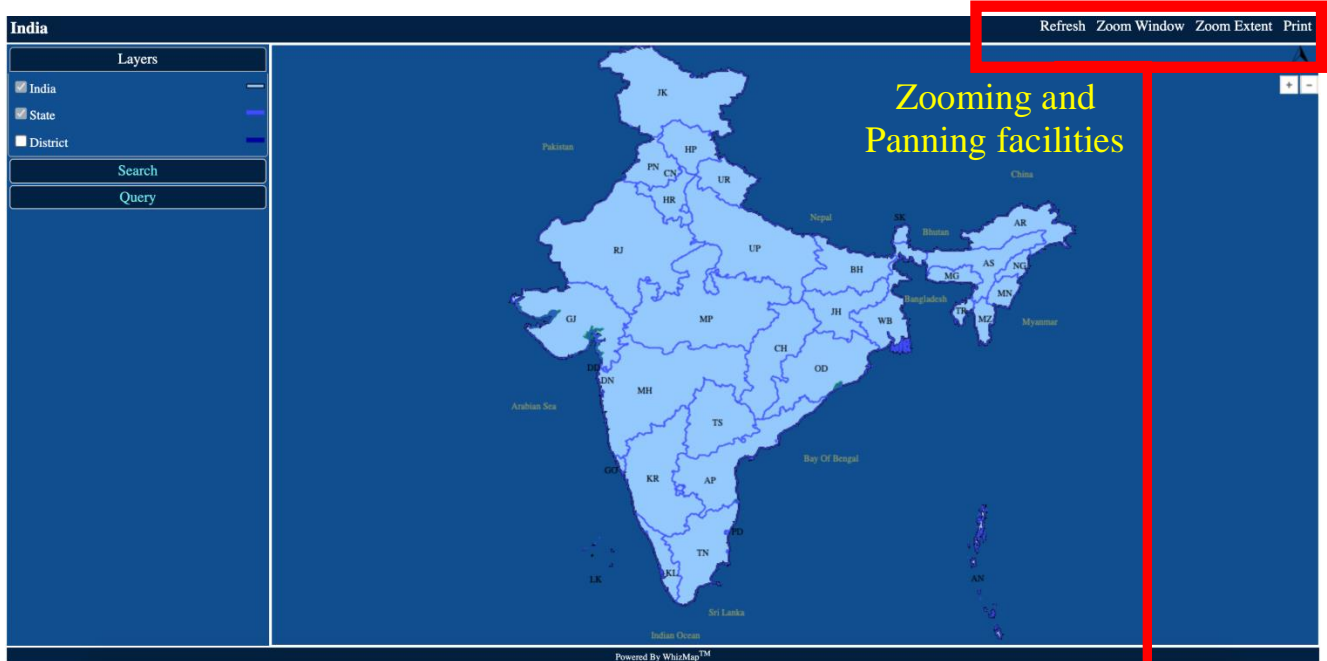 India
Refresh Zoom Window Zoom Extent Print
Layers
India
State
District
Search
Query
+ -
Zooming and
Panning facilities
JK
Pakistan
HP
PN
CN
UR
China
HR
Nepal
SK
AR
Bhutan
RJ
UP
AS
NG
BH
MG
MN
Bangladesh
GJ
MP
JH
WB
TR
MZ
Myanmar
CH
DD
OD
DN
MH
Arabian Sea
TS
Bay Of Bengal
GO
KR
AP
PD
TN
LK
KL
AN
Sri Lanka
Indian Ocean
Powered By WhizMap™